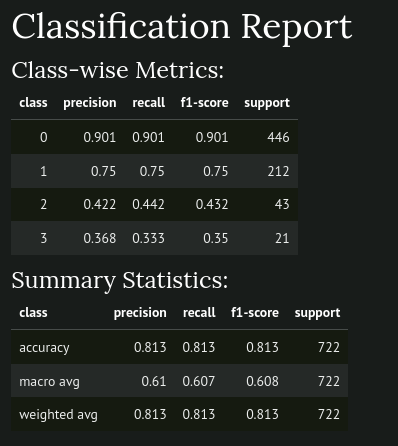 Classification Report
Class-wise Metrics:
class precision recall f1-score support
0 0.901 0.901 0.901 446
1 0.75 0.75 0.75 212
2 0.422 0.442 0.432 43
3 0.368 0.333 0.35 21
Summary Statistics:
class precision recall f1-score support
accuracy 0.813 0.813 0.813 722
macro avg 0.61 0.607 0.608 722
weighted avg 0.813 0.813 0.813 722